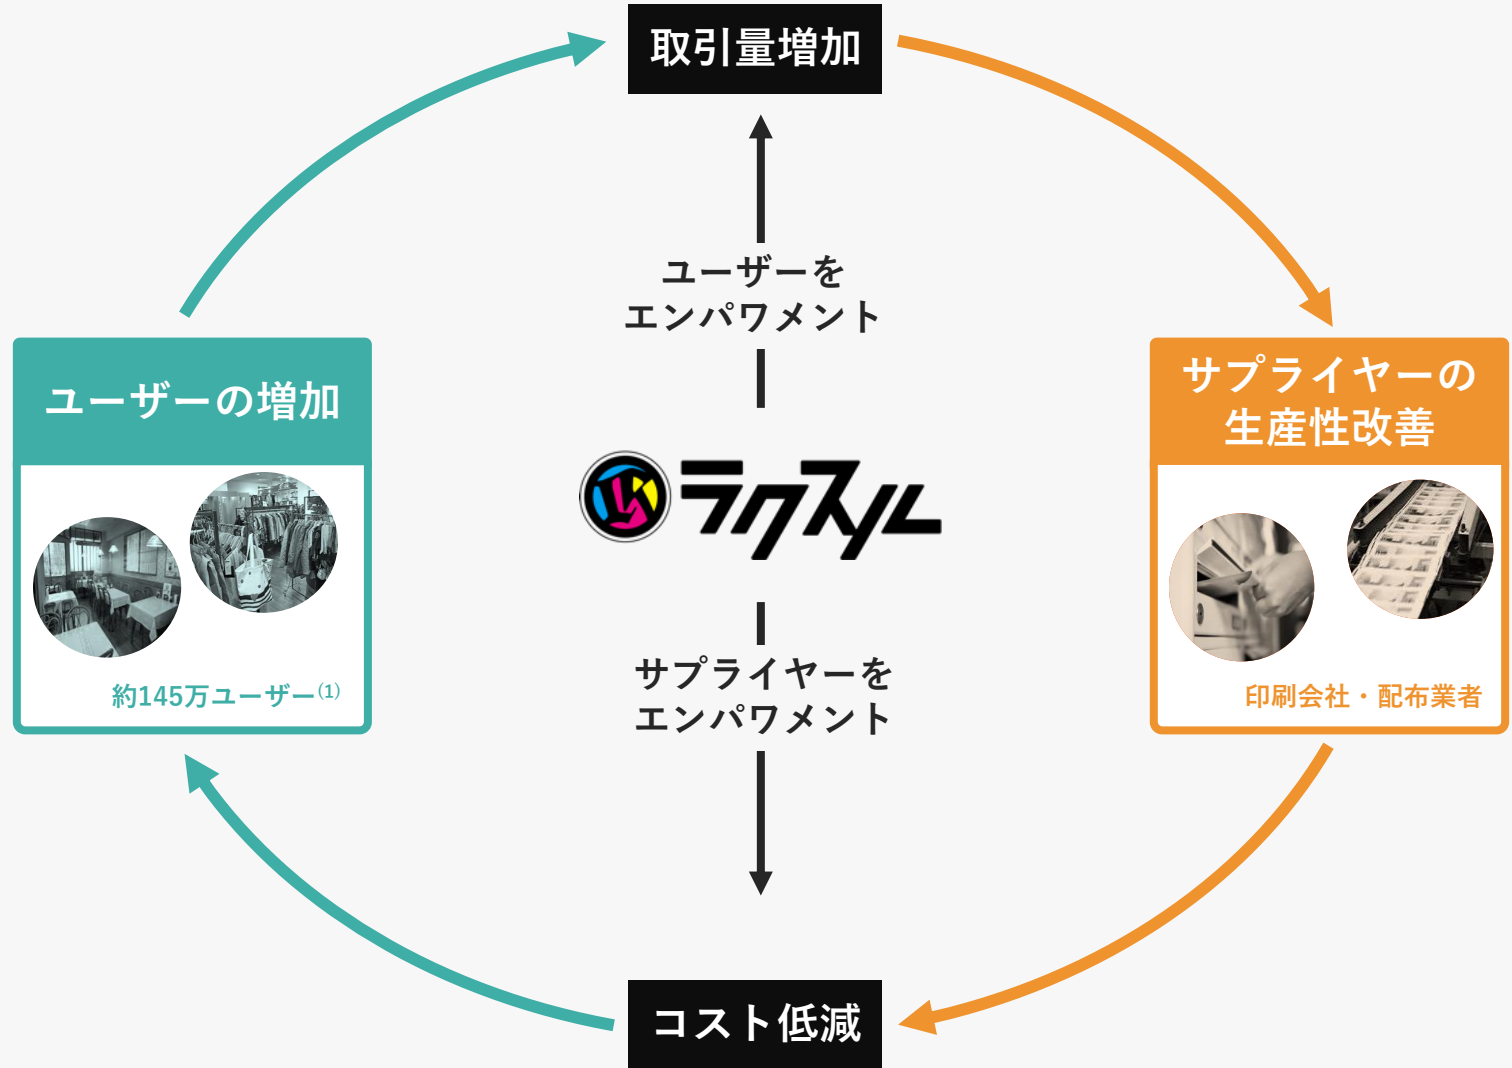 取引量増加
ユーザーを
エンパワメント
ユーザーの増加
サプライヤーの
生産性改善
ラクスル
約145万ユーザー(1)
印刷会社・配布業者
サプライヤーを
エンパワメント
コスト低減